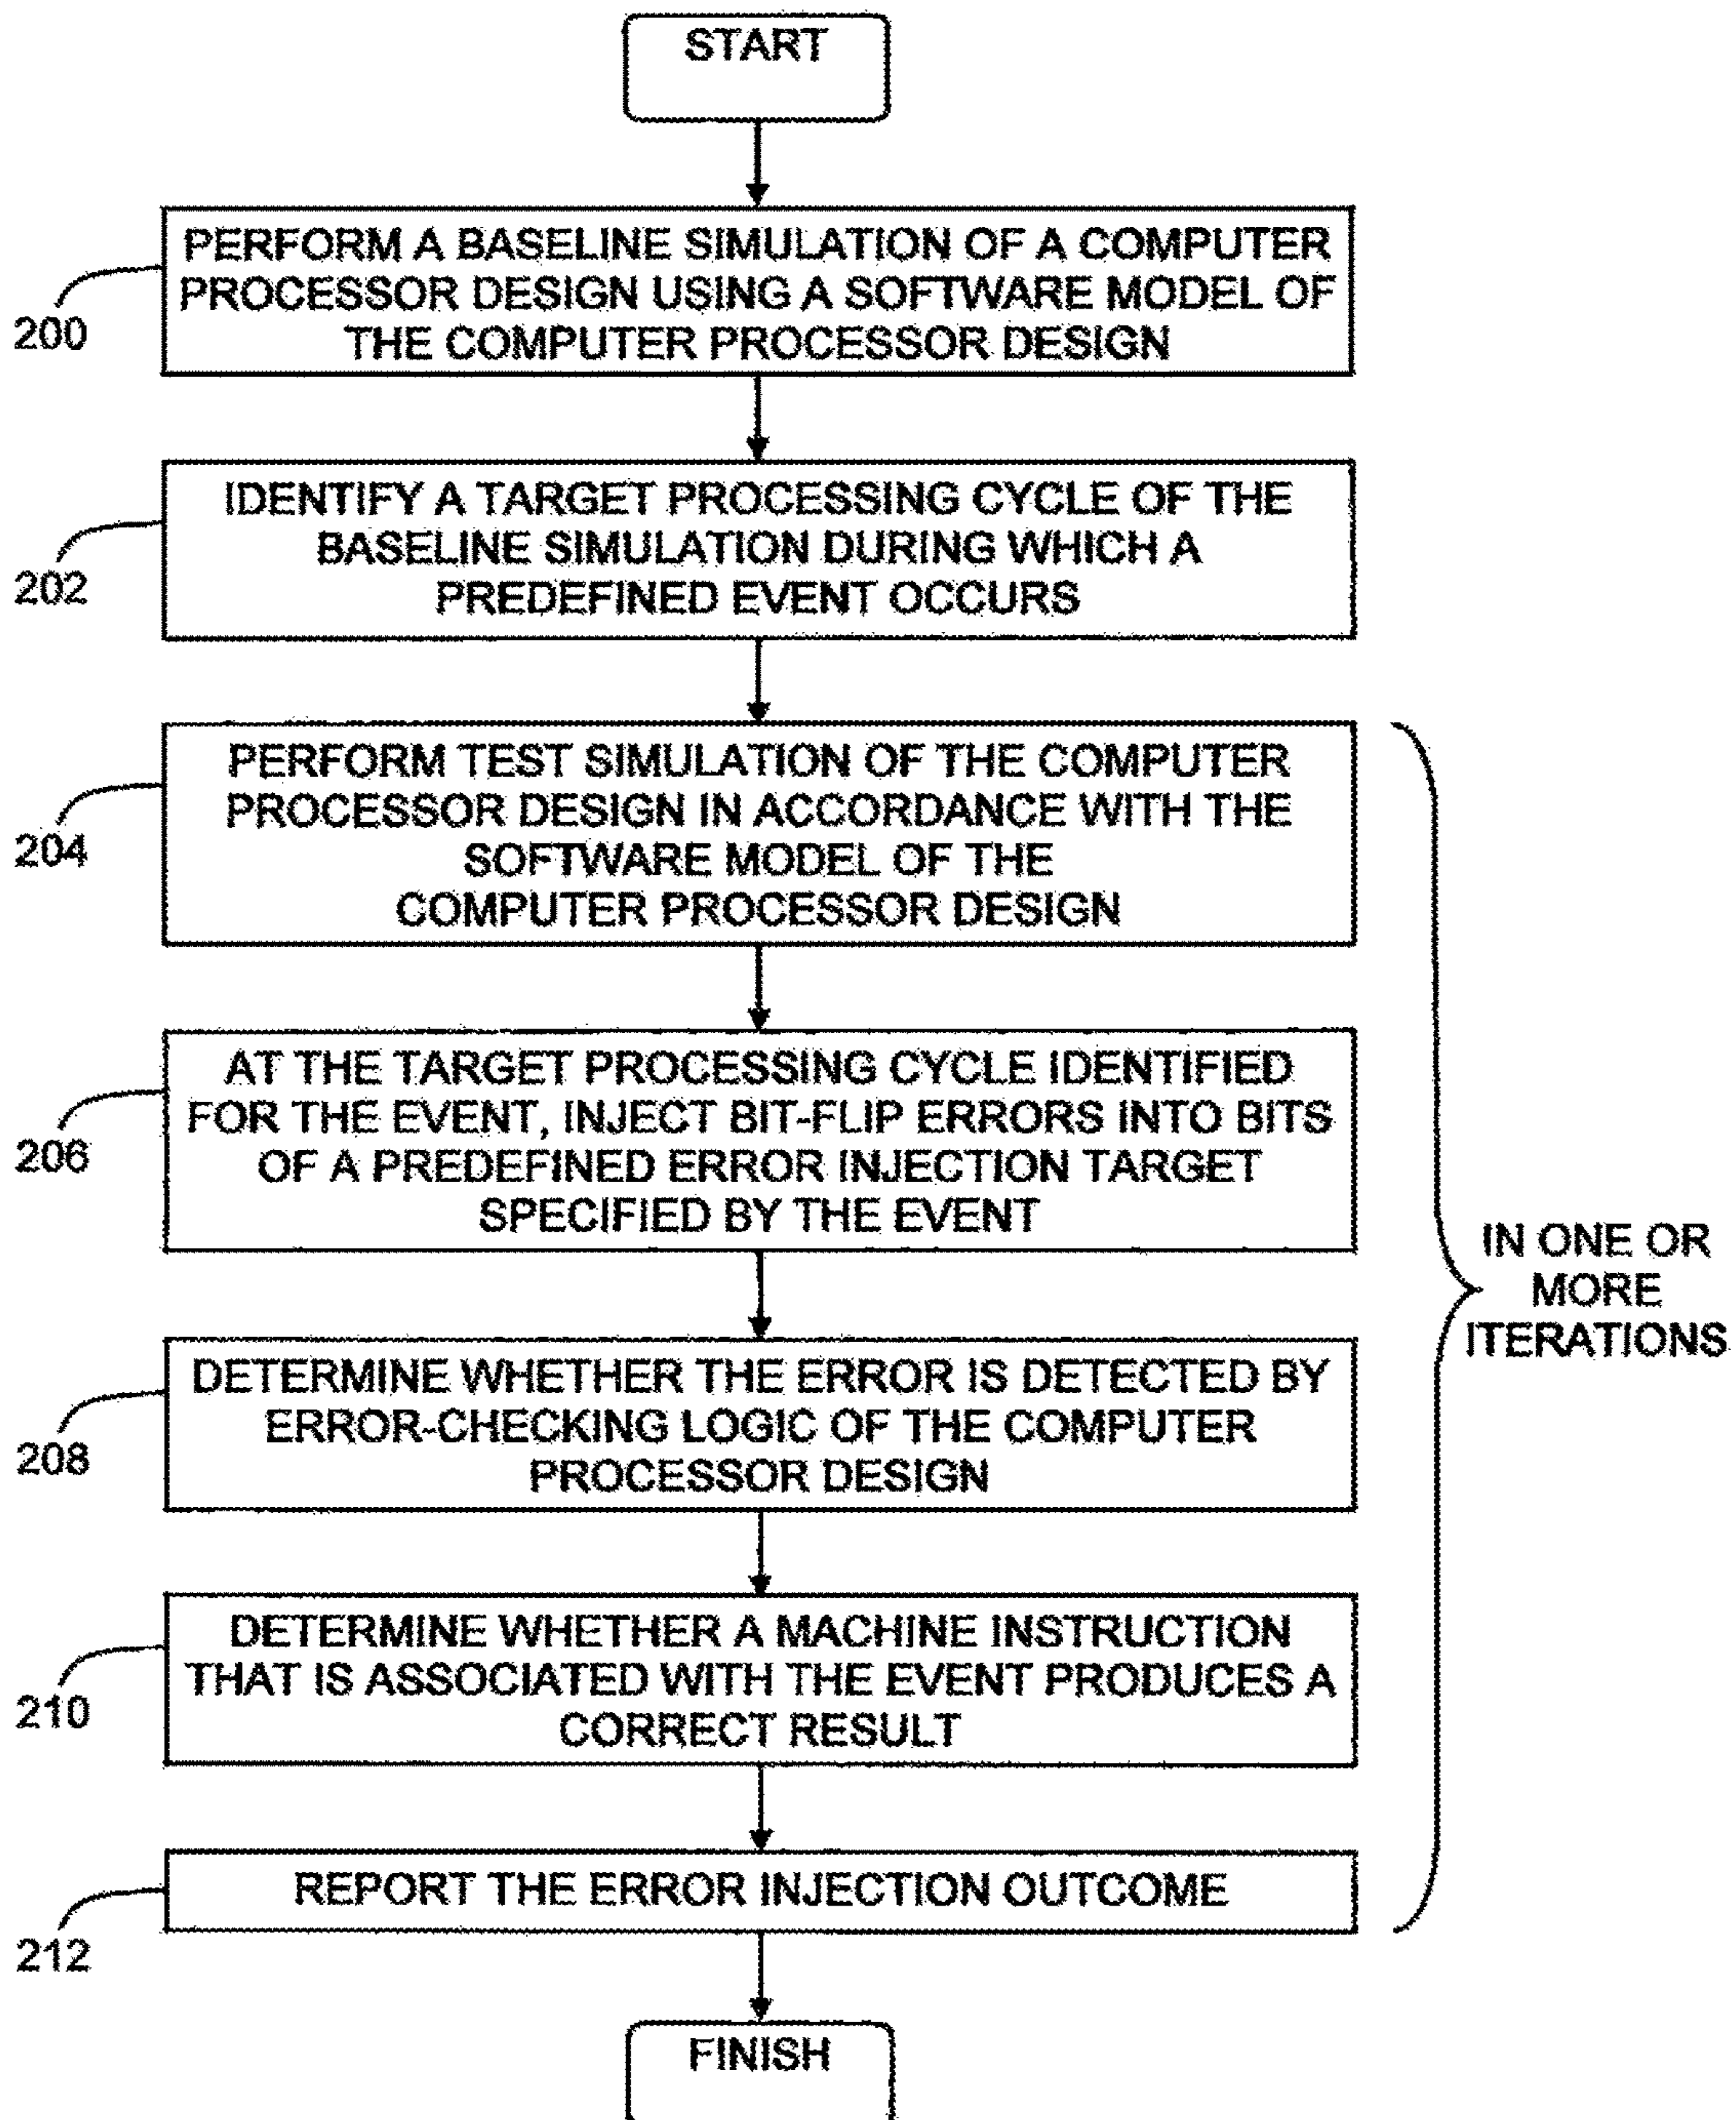 START
PERFORM A BASELINE SIMULATION OF A COMPUTER
PROCESSOR DESIGN USING A SOFTWARE MODEL OF
THE COMPUTER PROCESSOR DESIGN
200
IDENTIFY A TARGET PROCESSING CYCLE OF THE
BASELINE SIMULATION DURING WHICH A
PREDEFINED EVENT OCCURS
202
PERFORM TEST SIMULATION OF THE COMPUTER
PROCESSOR DESIGN IN ACCORDANCE WITH THE
SOFTWARE MODEL OF THE
COMPUTER PROCESSOR DESIGN
204
AT THE TARGET PROCESSING CYCLE IDENTIFIED
FOR THE EVENT, INJECT BIT-FLIP ERRORS INTO BITS
OF A PREDEFINED ERROR INJECTION TARGET
SPECIFIED BY THE EVENT
206
IN ONE OR
MORE
ITERATIONS
DETERMINE WHETHER THE ERROR IS DETECTED BY
ERROR-CHECKING LOGIC OF THE COMPUTER
PROCESSOR DESIGN
208
DETERMINE WHETHER A MACHINE INSTRUCTION
THAT IS ASSOCIATED WITH THE EVENT PRODUCES A
CORRECT RESULT
210
REPORT THE ERROR INJECTION OUTCOME
212
FINISH